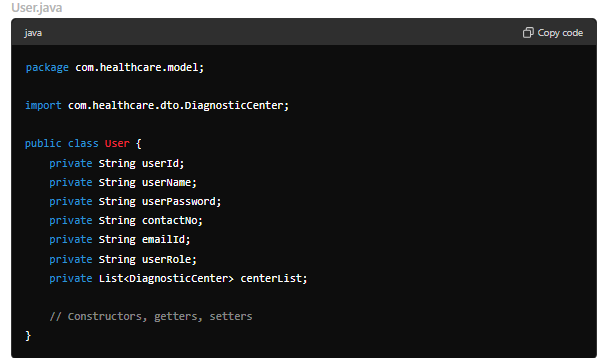 User.java
java
Copy code
package com.healthcare.model;
import com.healthcare.dto.DiagnosticCenter;
public class User {
    private String userId;
    private String userName;
    private String userPassword;
    private String contactNo;
    private String emailId;
    private String userRole;
    private List<DiagnosticCenter> centerList;
    // Constructors, getters, setters
}